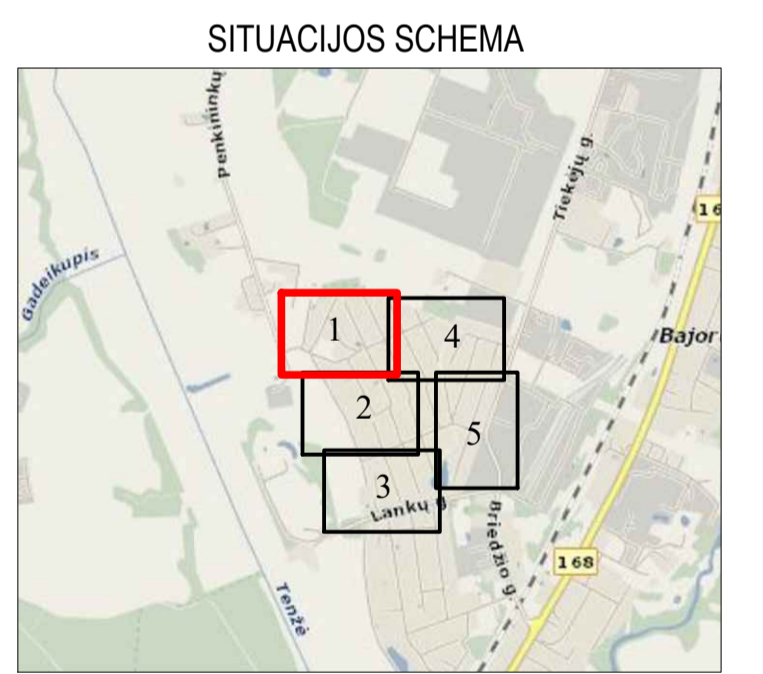 SITUACIJOS SCHEMA
Penkininkų
Tiekėjų g.
16
Gadeikupis
1
4
Bajor
2
5
3
Lankų g
Briedžio g.
168
Tenžė